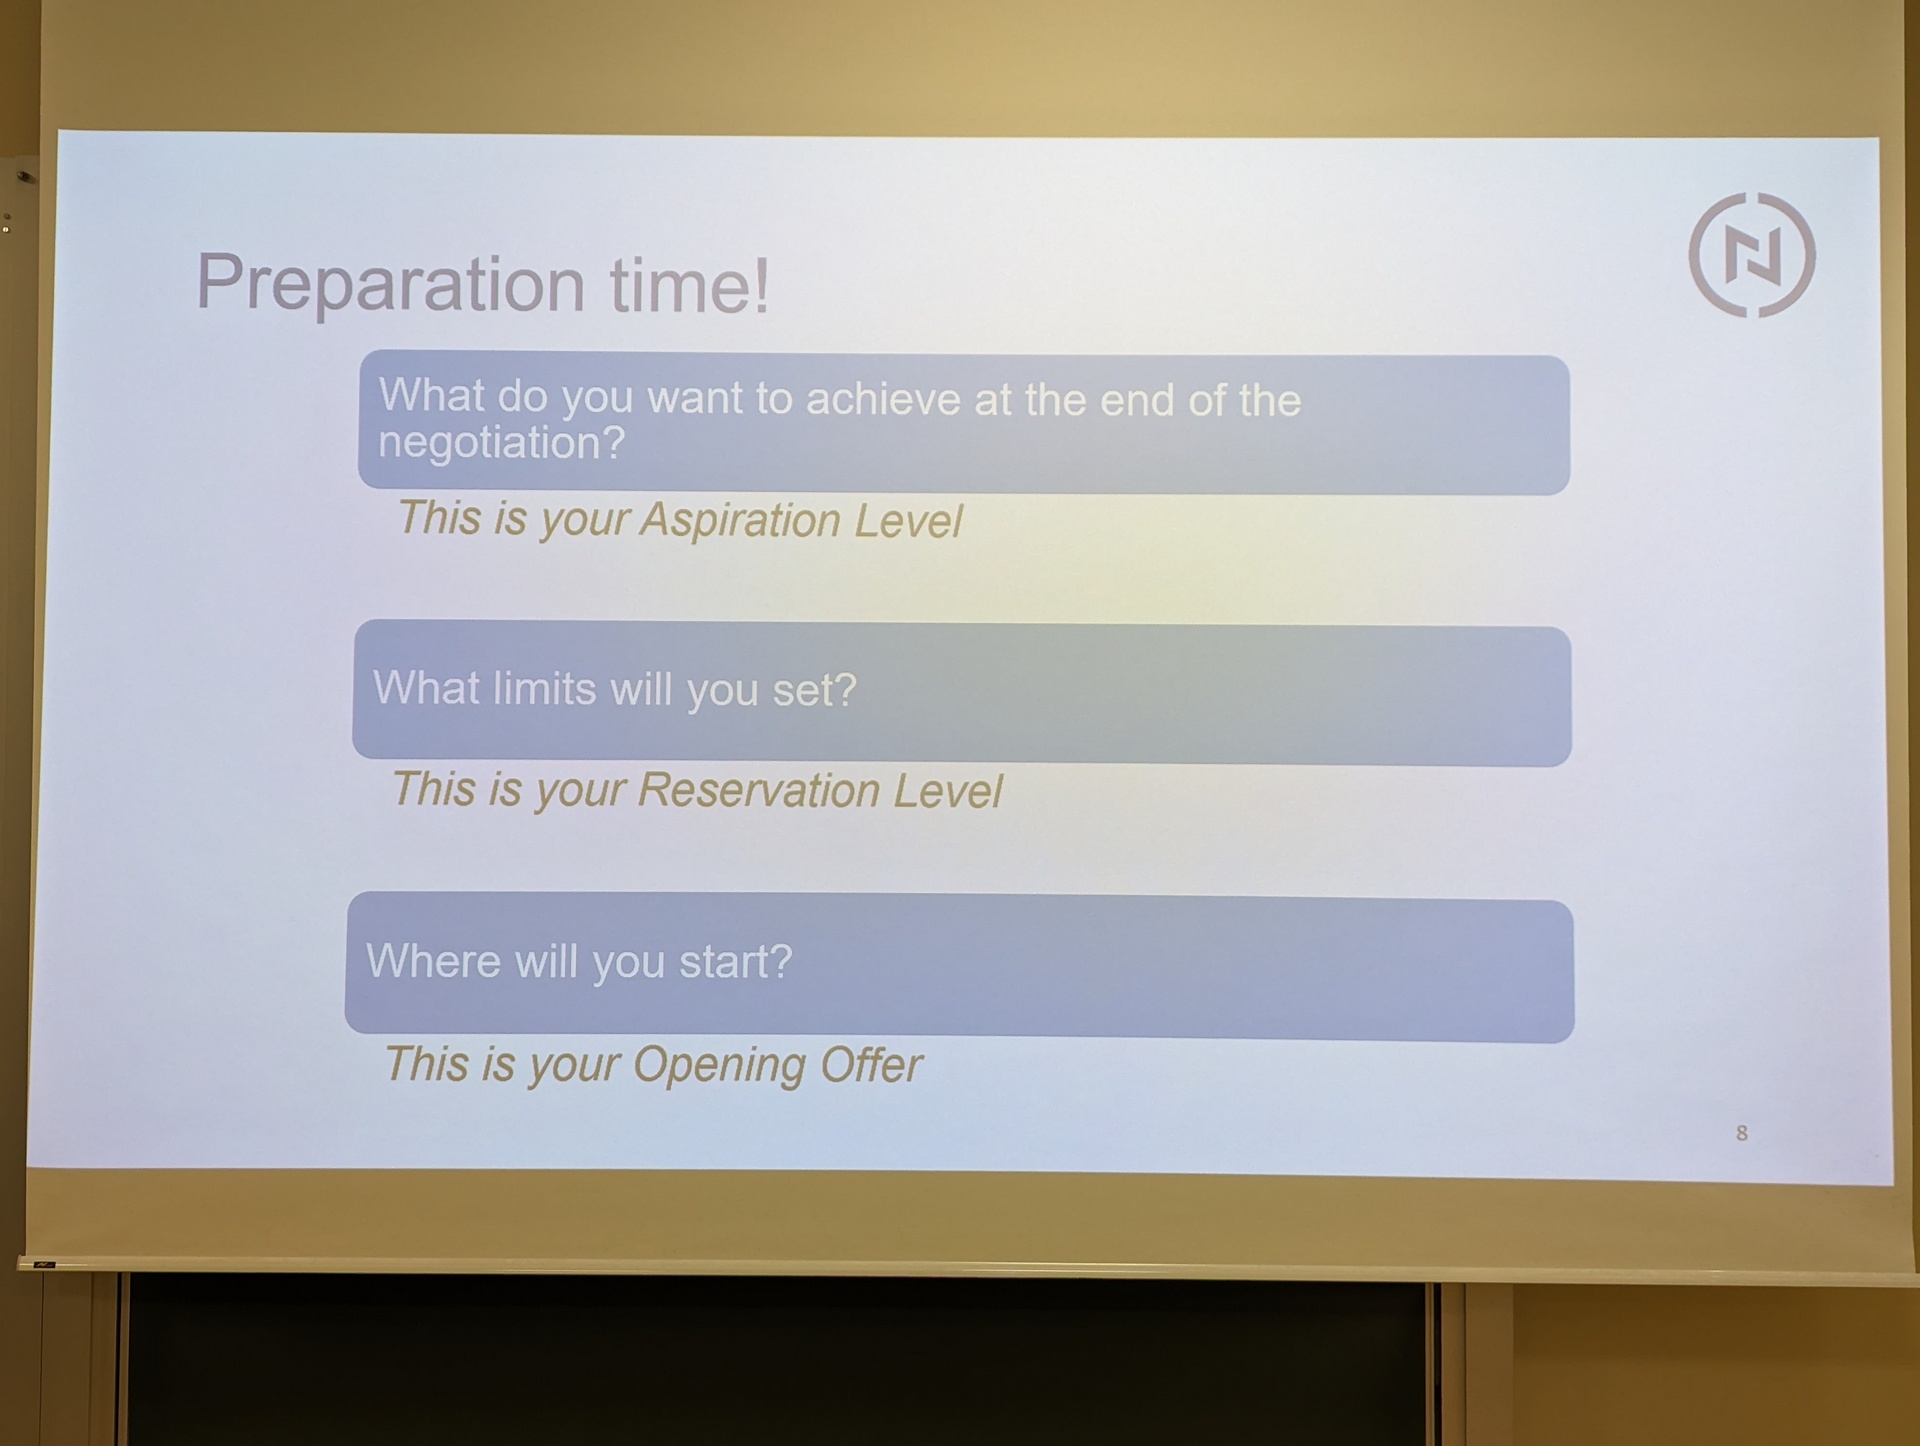 Preparation time!
What do you want to achieve at the end of the
negotiation?
This is your Aspiration Level
What limits will you set?
This is your Reservation Level
Where will you start?
This is your Opening Offer
8